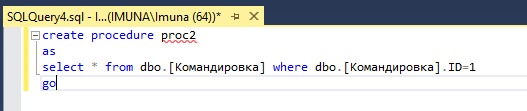 SQLQuery4.sql - I...(IMUNA\Imuna (64))*
create procedure proc2
as
select * from dbo.[Командировка] where dbo.[Командировка].ID=1
go